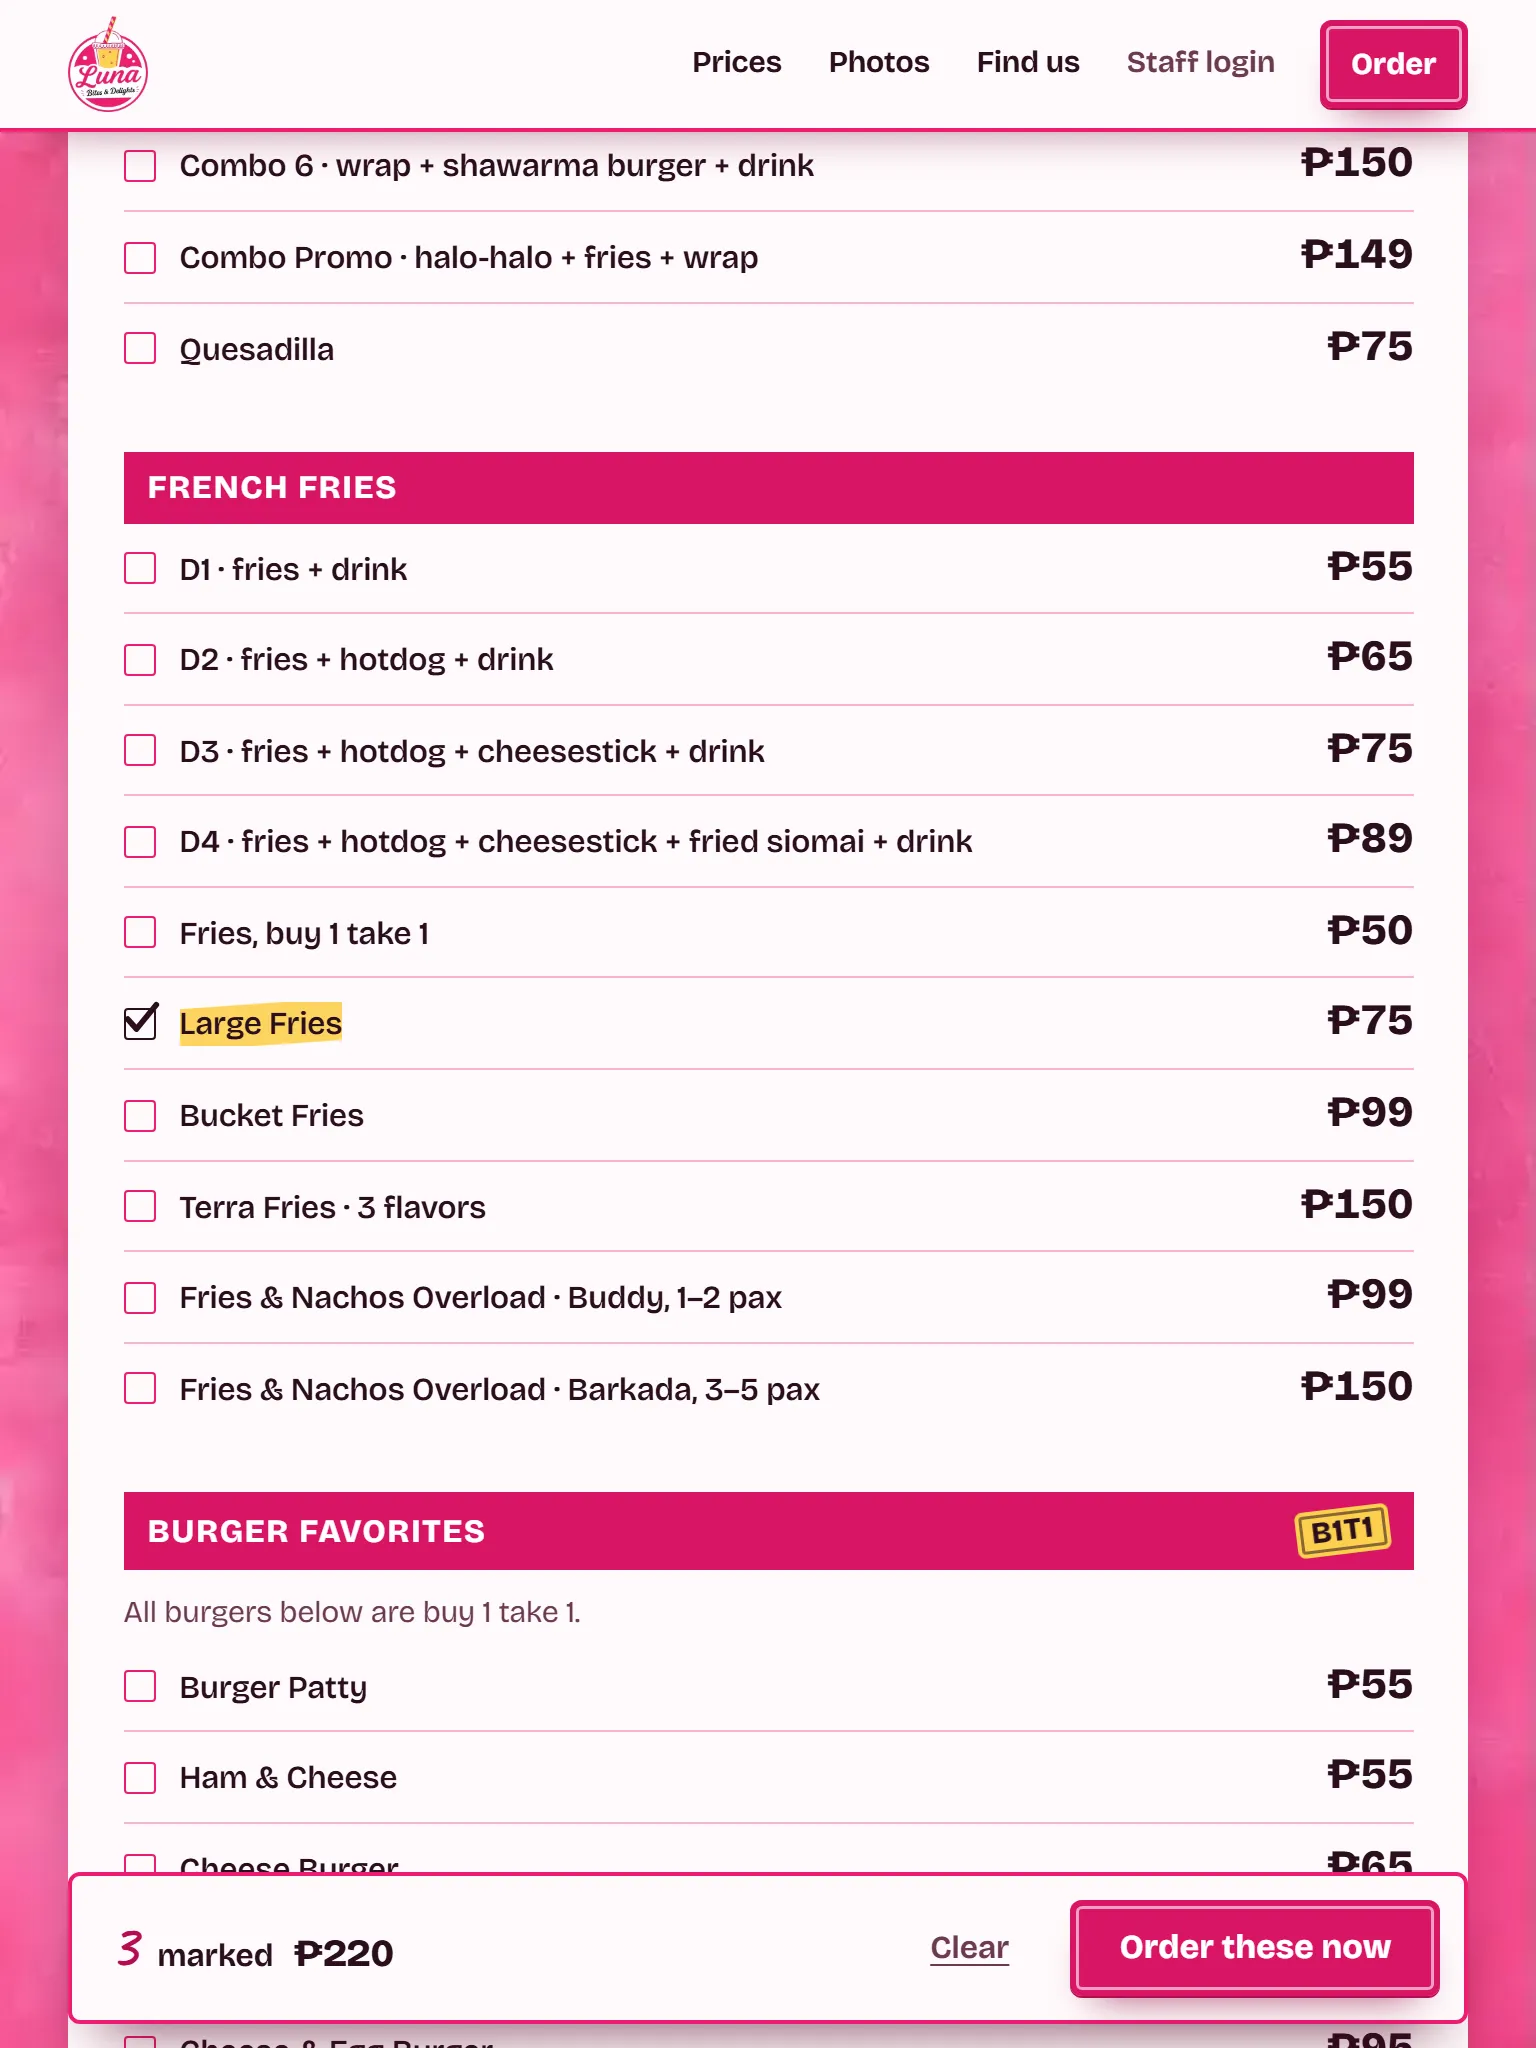 Luna
Bites & Delights
Prices
Photos
Find us
Staff login
Order
Combo 6 · wrap + shawarma burger + drink ₱150
Combo Promo · halo-halo + fries + wrap ₱149
Quesadilla ₱75
FRENCH FRIES
D1 · fries + drink ₱55
D2 · fries + hotdog + drink ₱65
D3 · fries + hotdog + cheesestick + drink ₱75
D4 · fries + hotdog + cheesestick + fried siomai + drink ₱89
Fries, buy 1 take 1 ₱50
Large Fries ₱75
Bucket Fries ₱99
Terra Fries · 3 flavors ₱150
Fries & Nachos Overload · Buddy, 1–2 pax ₱99
Fries & Nachos Overload · Barkada, 3–5 pax ₱150
BURGER FAVORITES B1T1
All burgers below are buy 1 take 1.
Burger Patty ₱55
Ham & Cheese ₱55
Cheese Burger ₱65
3 marked ₱220
Clear
Order these now
Cheese & Egg Burger ₱95